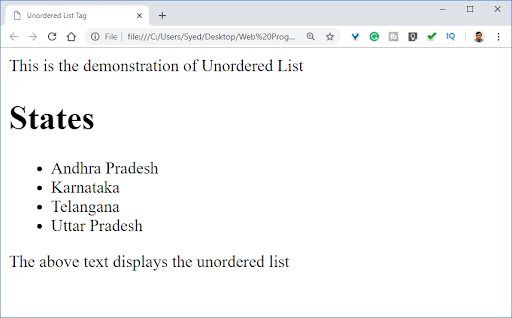 Unordered List Tag
File | file:///C:/Users/Syed/Desktop/Web%20Prog...
This is the demonstration of Unordered List
States
Andhra Pradesh
Karnataka
Telangana
Uttar Pradesh
The above text displays the unordered list